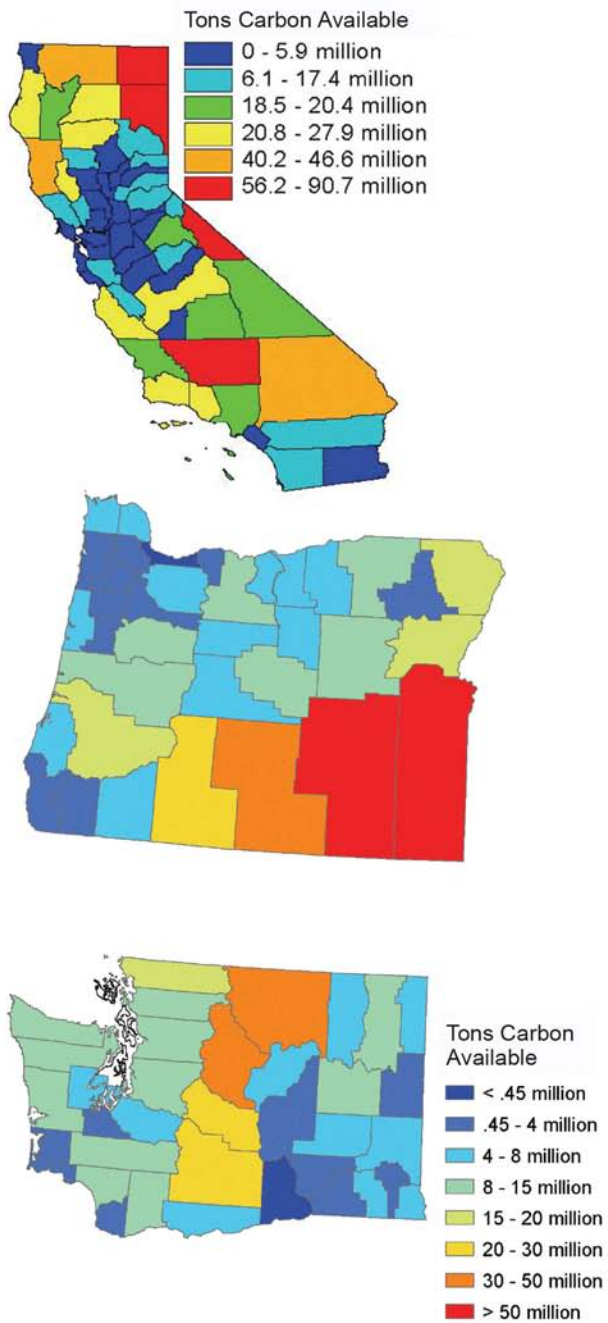 Tons Carbon Available
0 - 5.9 million
6.1 - 17.4 million
18.5 - 20.4 million
20.8 - 27.9 million
40.2 - 46.6 million
56.2 - 90.7 million
Tons Carbon
Available
< .45 million
.45 - 4 million
4 - 8 million
8 - 15 million
15 - 20 million
20 - 30 million
30 - 50 million
> 50 million